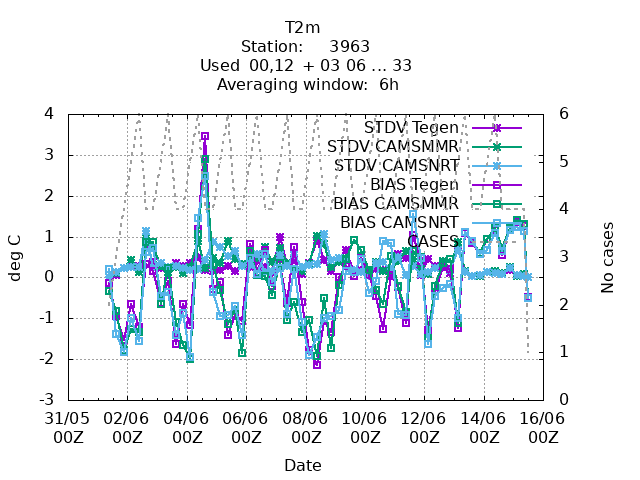 T2m
Station: 3963
Used 00,12 + 03 06 ... 33
Averaging window: 6h
4
3
2
1
0
-1
-2
-3
deg C
6
5
4
3
2
1
0
No cases
STDV Tegen
STDV CAMSMMR
STDV CAMSNRT
BIAS Tegen
BIAS CAMSMMR
BIAS CAMSNRT
CASES
31/05 02/06 04/06 06/06 08/06 10/06 12/06 14/06 16/06
00Z 00Z 00Z 00Z 00Z 00Z 00Z 00Z 00Z
Date